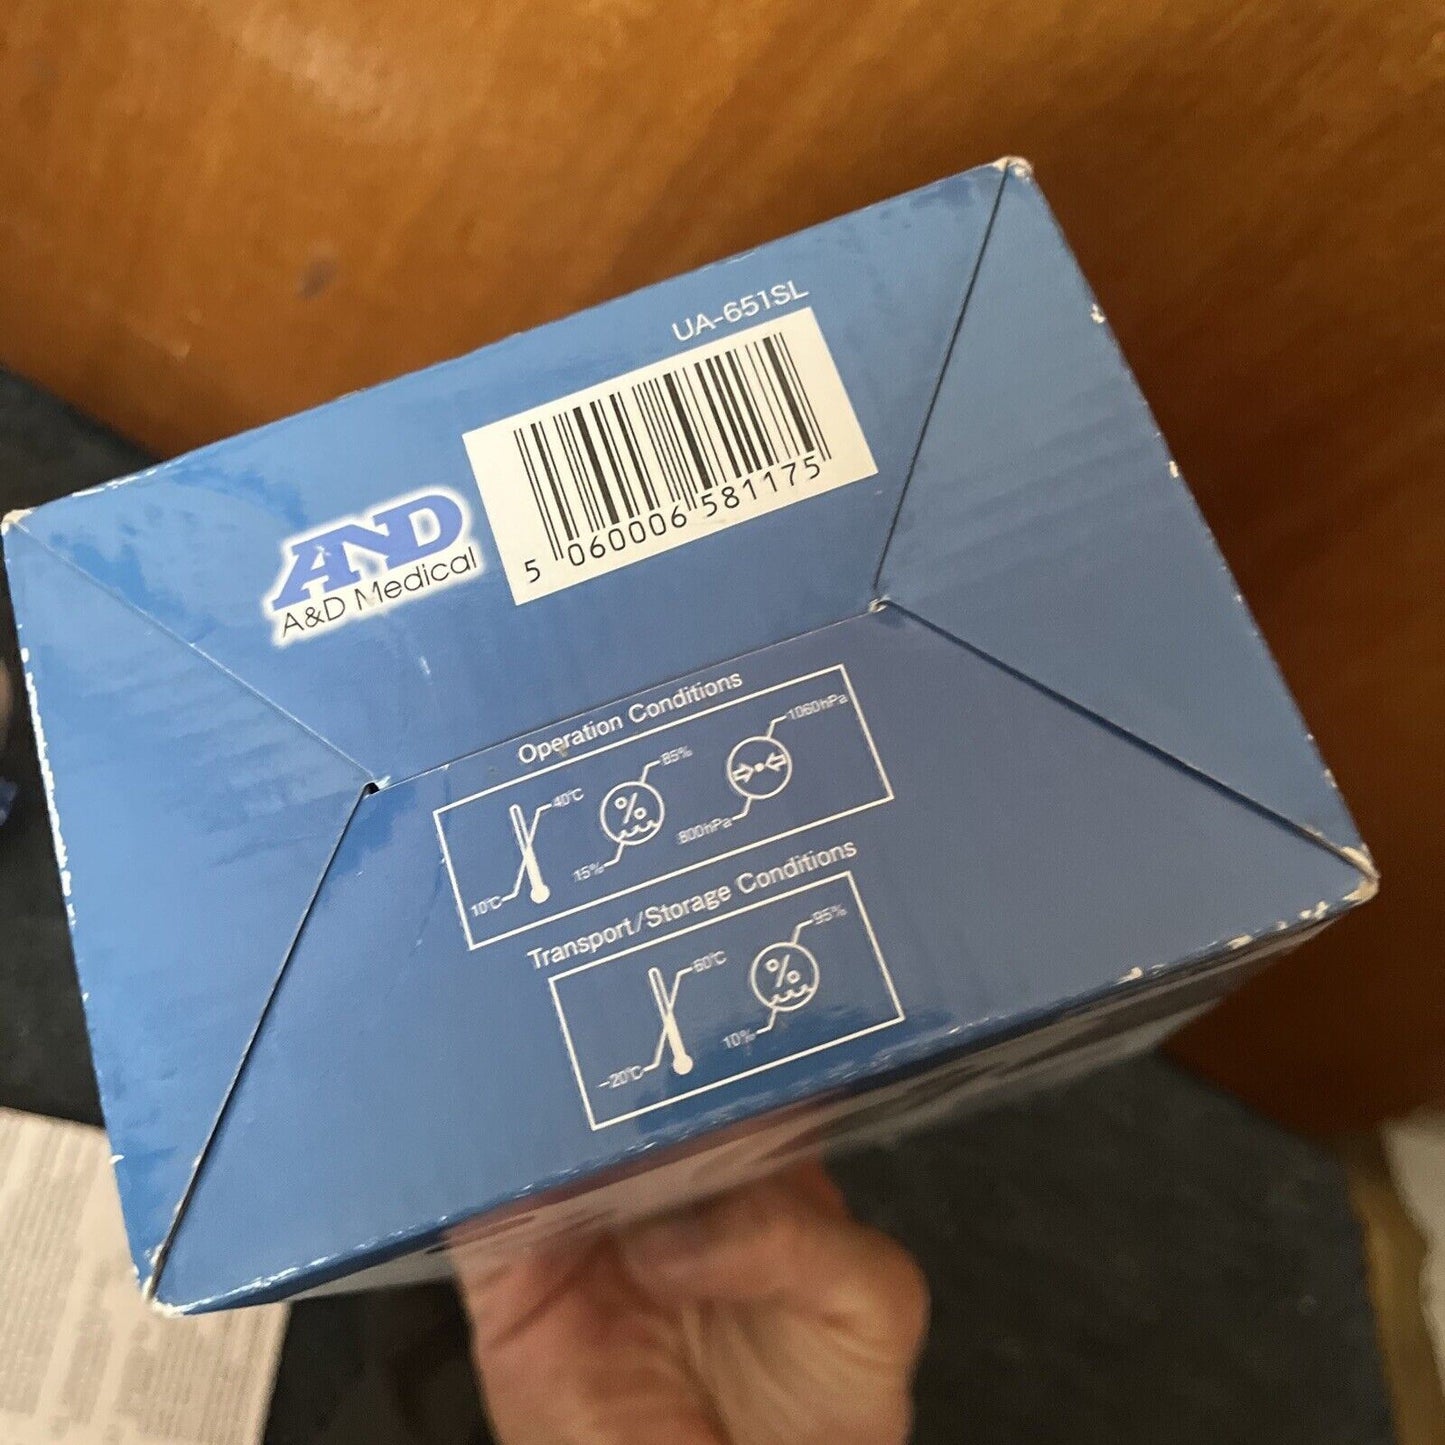 UA-651SL
5 060006 581175
AND
A&D Medical
Operation Conditions
40℃
10℃
85%
15%
1060hPa
800hPa
Transport/Storage Conditions
60℃
-20℃
95%
10%